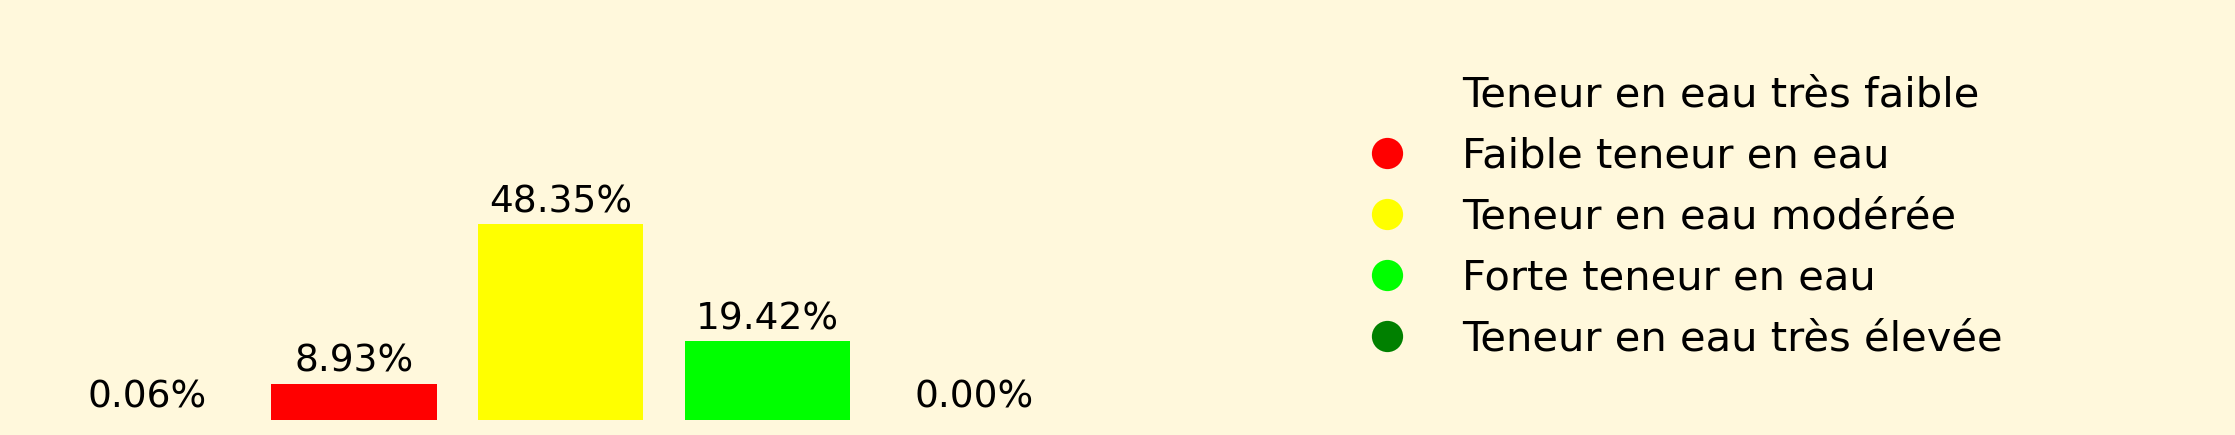 48.35%
19.42%
8.93%
0.06%
0.00%
Teneur en eau très faible
Faible teneur en eau
Teneur en eau modérée
Forte teneur en eau
Teneur en eau très élevée